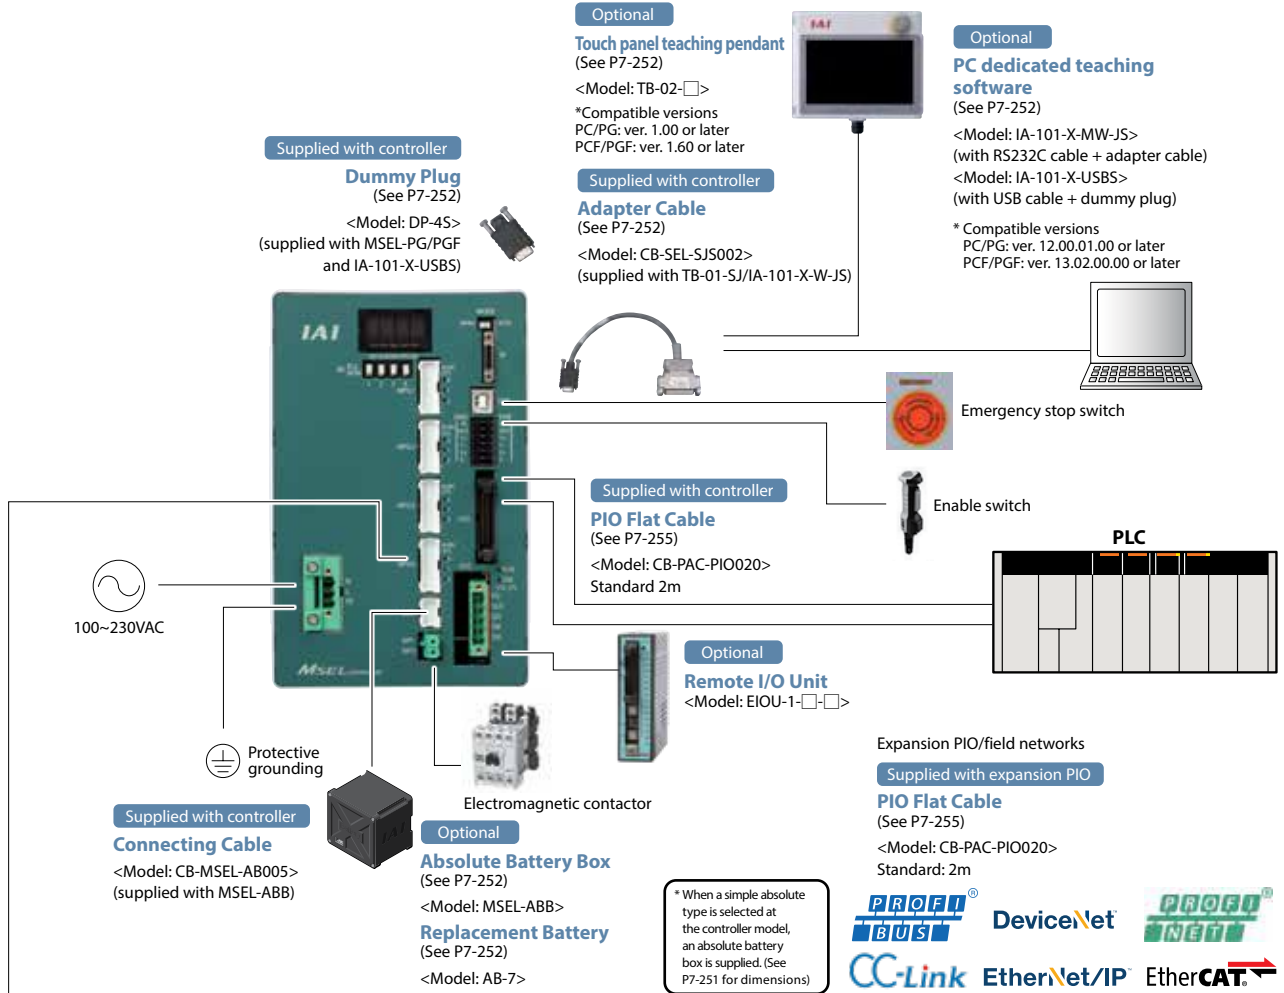 Optional
Touch panel teaching pendant
(See P7-252)
<Model: TB-02-□>
*Compatible versions
PC/PG: ver. 1.00 or later
PCF/PGF: ver. 1.60 or later
IAI
Optional
PC dedicated teaching
software
(See P7-252)
<Model: IA-101-X-MW-JS>
(with RS232C cable + adapter cable)
<Model: IA-101-X-USBS>
(with USB cable + dummy plug)
* Compatible versions
PC/PG: ver. 12.00.01.00 or later
PCF/PGF: ver. 13.02.00.00 or later
Supplied with controller
Dummy Plug
(See P7-252)
<Model: DP-4S>
(supplied with MSEL-PG/PGF
and IA-101-X-USBS)
Supplied with controller
Adapter Cable
(See P7-252)
<Model: CB-SEL-SJS002>
(supplied with TB-01-SJ/IA-101-X-W-JS)
IAI
Emergency stop switch
Enable switch
Supplied with controller
PIO Flat Cable
(See P7-255)
<Model: CB-PAC-PIO020>
Standard 2m
PLC
100~230VAC
MSEL
Optional
Remote I/O Unit
<Model: EIOU-1-□-□>
Protective
grounding
Electromagnetic contactor
Supplied with controller
Connecting Cable
<Model: CB-MSEL-AB005>
(supplied with MSEL-ABB)
IAI
Optional
Absolute Battery Box
(See P7-252)
<Model: MSEL-ABB>
Replacement Battery
(See P7-252)
<Model: AB-7>
* When a simple absolute
type is selected at
the controller model,
an absolute battery
box is supplied. (See
P7-251 for dimensions)
Expansion PIO/field networks
Supplied with expansion PIO
PIO Flat Cable
(See P7-255)
<Model: CB-PAC-PIO020>
Standard: 2m
PROFI
BUS®
DeviceNet
PROFI
NET®
CC-Link
EtherNet/IP
EtherCAT®